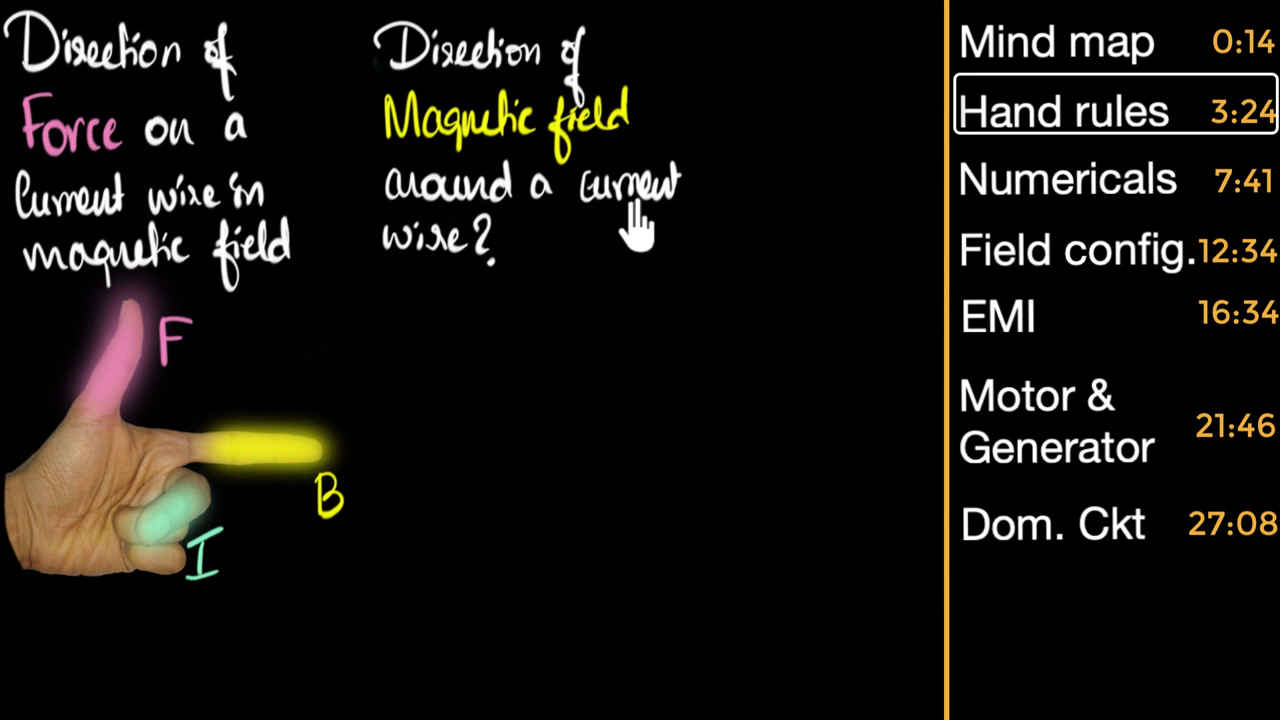 Direction of
Force on a
Current wire in
magnetic field
F
B
I
Direction of
Magnetic field
around a current
wire?
Mind map 0:14
Hand rules 3:24
Numericals 7:41
Field config. 12:34
EMI 16:34
Motor &
Generator 21:46
Dom. Ckt 27:08